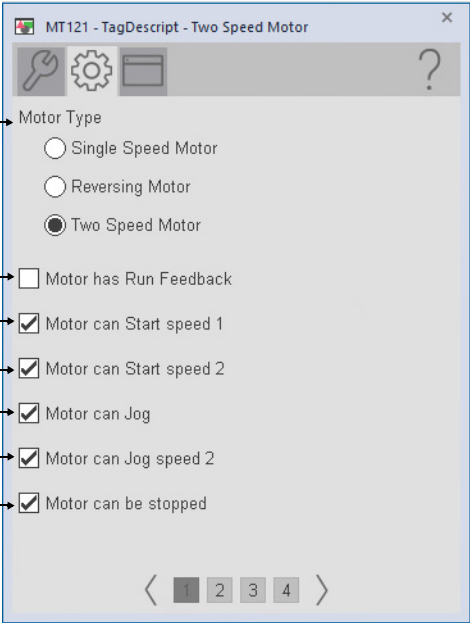 MT121 - TagDescript - Two Speed Motor
Motor Type
Single Speed Motor
Reversing Motor
Two Speed Motor
Motor has Run Feedback
Motor can Start speed 1
Motor can Start speed 2
Motor can Jog
Motor can Jog speed 2
Motor can be stopped
1 2 3 4